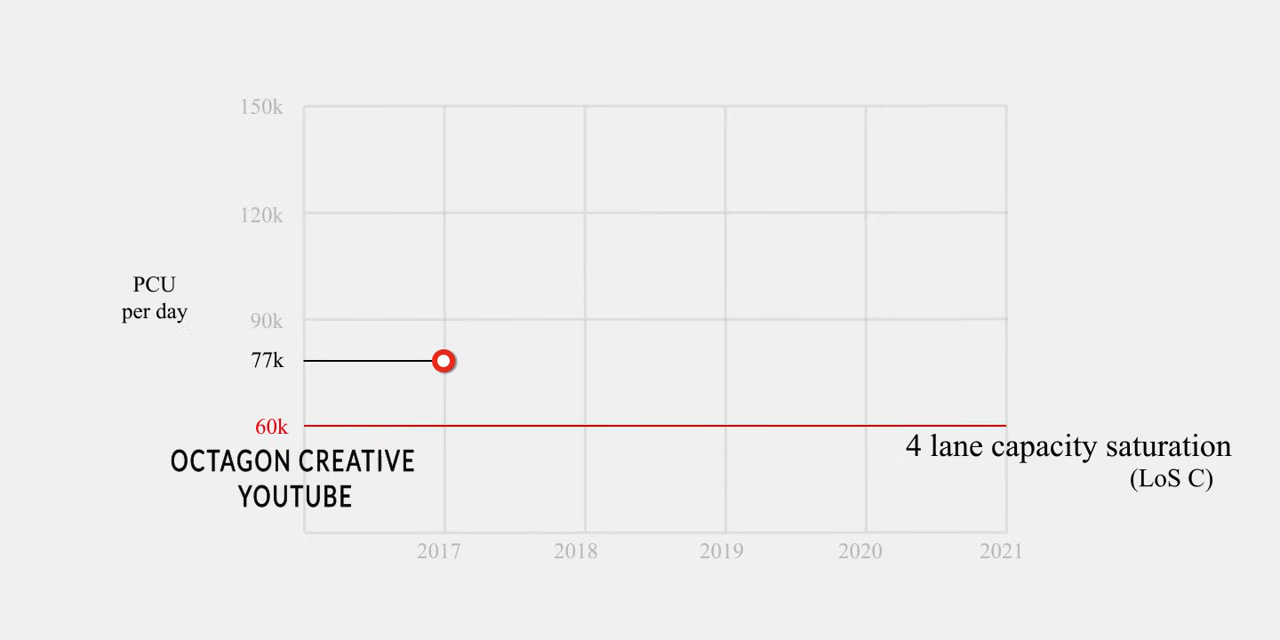 150k
120k
PCU
per day
90k
77k
60k
4 lane capacity saturation
(LoS C)
OCTAGON CREATIVE
YOUTUBE
2017 2018 2019 2020 2021